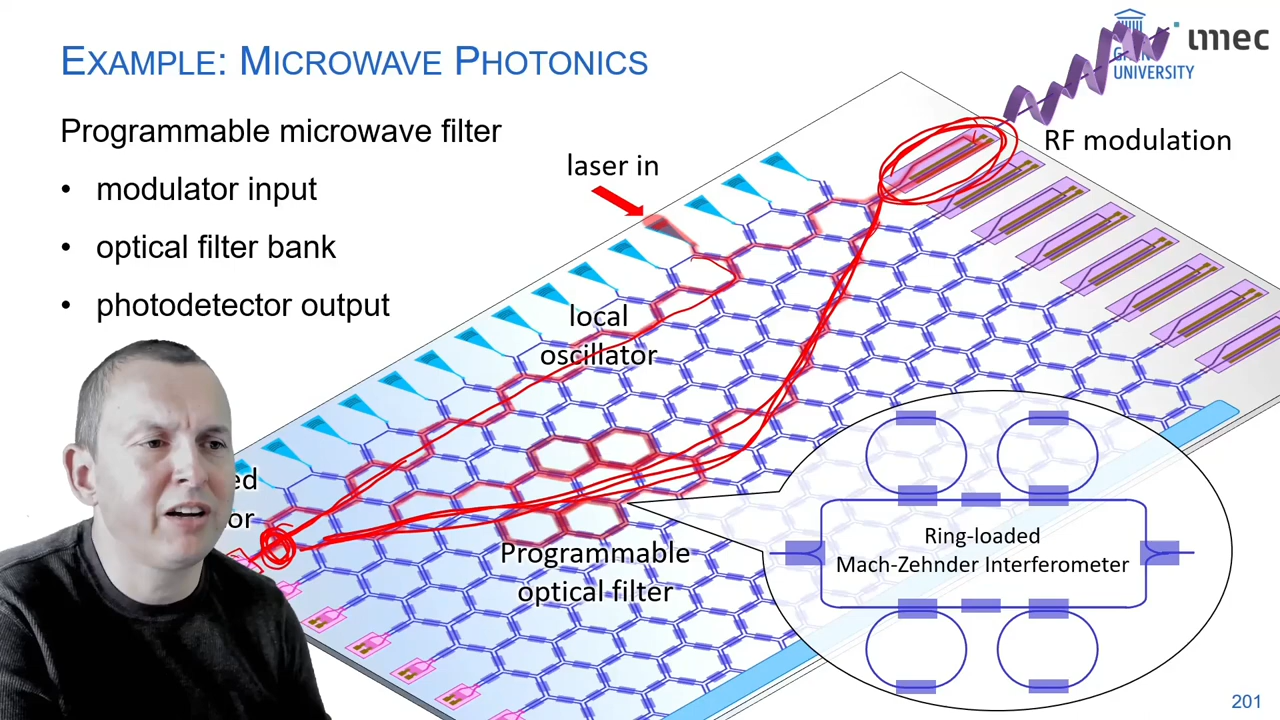 EXAMPLE: MICROWAVE PHOTONICS
imec
UNIVERSITY
Programmable microwave filter
• modulator input
• optical filter bank
• photodetector output
laser in
RF modulation
local
oscillator
ed
or
Programmable
optical filter
Ring-loaded
Mach-Zehnder Interferometer
201